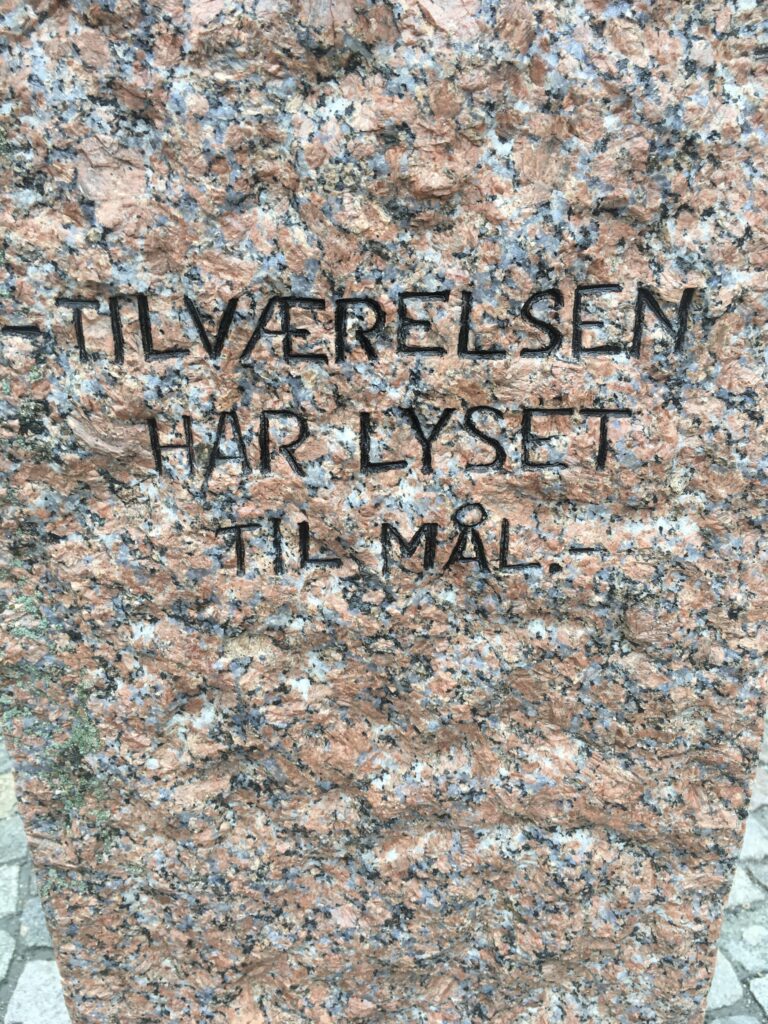 - TILVÆRELSEN
HAR LYSET
TIL MÅL.-